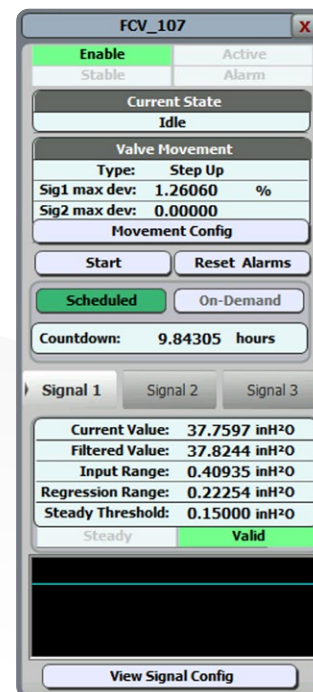 FCV_107 X
Enable Active
Stable Alarm
Current State
Idle
Valve Movement
Type: Step Up
Sig1 max dev: 1.26060 %
Sig2 max dev: 0.00000
Movement Config
Start Reset Alarms
Scheduled On-Demand
Countdown: 9.84305 hours
Signal 1 Signal 2 Signal 3
Current Value: 37.7597 inH²O
Filtered Value: 37.8244 inH²O
Input Range: 0.40935 inH²O
Regression Range: 0.22254 inH²O
Steady Threshold: 0.15000 inH²O
Steady Valid
View Signal Config